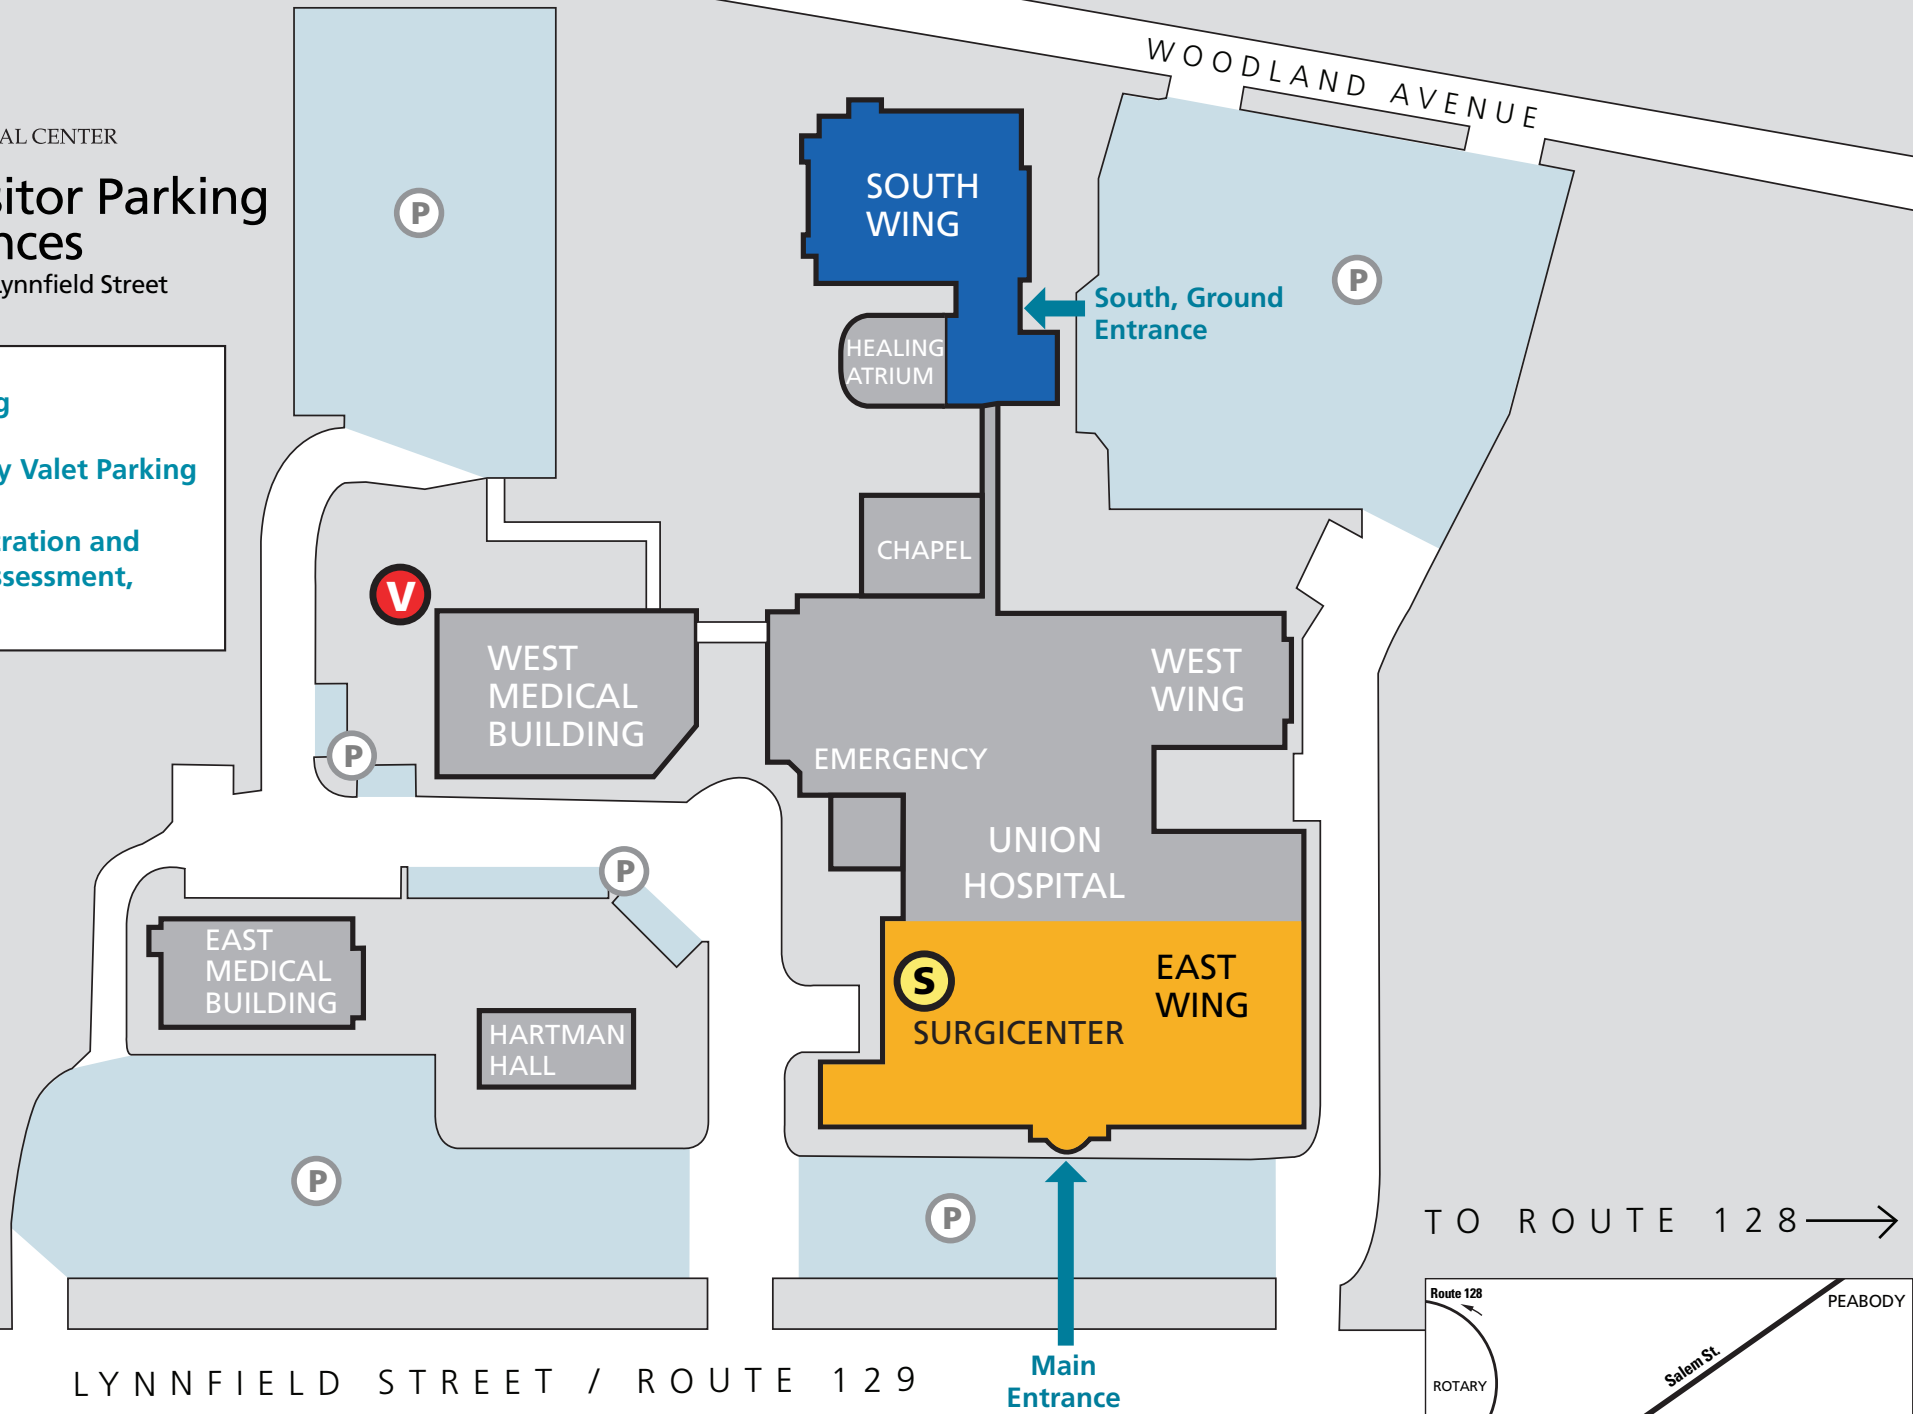 AL CENTER
sitor Parking
nces
Lynnfield Street
g
y Valet Parking
ration and
ssessment,
WOODLAND AVENUE
P
P
SOUTH
WING
South, Ground
Entrance
HEALING
ATRIUM
CHAPEL
V
WEST
MEDICAL
BUILDING
WEST
WING
P
EMERGENCY
UNION
HOSPITAL
P
EAST
MEDICAL
BUILDING
S
EAST
WING
SURGICENTER
HARTMAN
HALL
P
P
TO ROUTE 128
Route 128
PEABODY
Salem St.
ROTARY
LYNNFIELD STREET / ROUTE 129
Main
Entrance